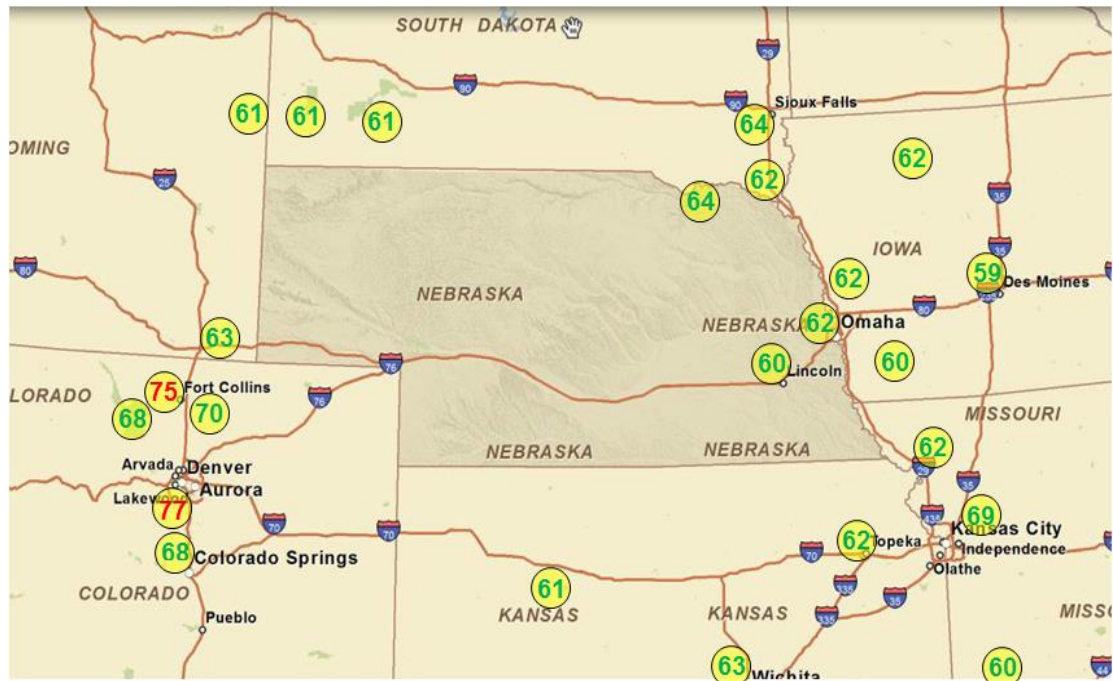 SOUTH DAKOTA
29
90
90
Sioux Falls
61
61
61
64
OMING
62
25
62
35
64
IOWA
35
80
59
62
Des Moines
NEBRASKA
235
80
NEBRASKA
62
Omaha
63
76
60
60
Lincoln
75
Fort Collins
76
LORADO
68
70
MISSOURI
NEBRASKA
NEBRASKA
62
Arvada
Denver
29
35
Lakewood
Aurora
77
69
435
70
70
Kansas City
62
Topeka
68
Colorado Springs
70
Independence
Olathe
61
335
35
COLORADO
KANSAS
KANSAS
MISSO
Pueblo
335
63
Wichita
60
44